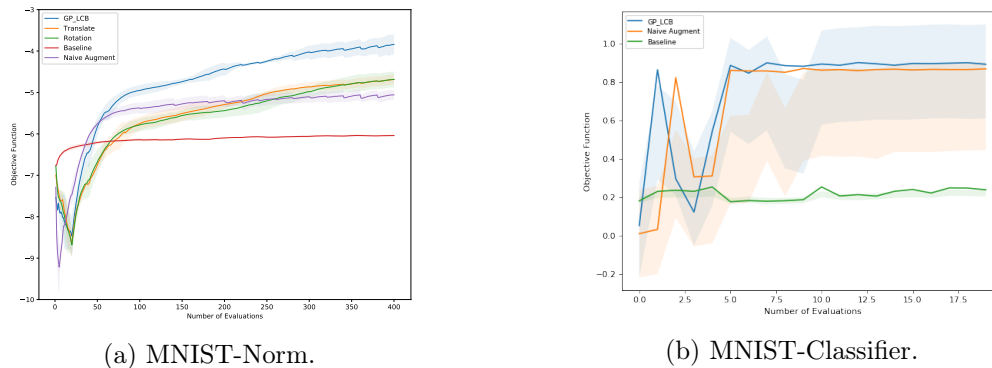 GP_LCB
Translate
Rotation
Baseline
Naive Augment
Objective Function
−3
−4
−5
−6
−7
−8
−9
−10
0 50 100 150 200 250 300 350 400
Number of Evaluations
(a) MNIST-Norm.
GP_LCB
Naive Augment
Baseline
Objective Function
1.0
0.8
0.6
0.4
0.2
0.0
−0.2
0.0 2.5 5.0 7.5 10.0 12.5 15.0 17.5
Number of Evaluations
(b) MNIST-Classifier.